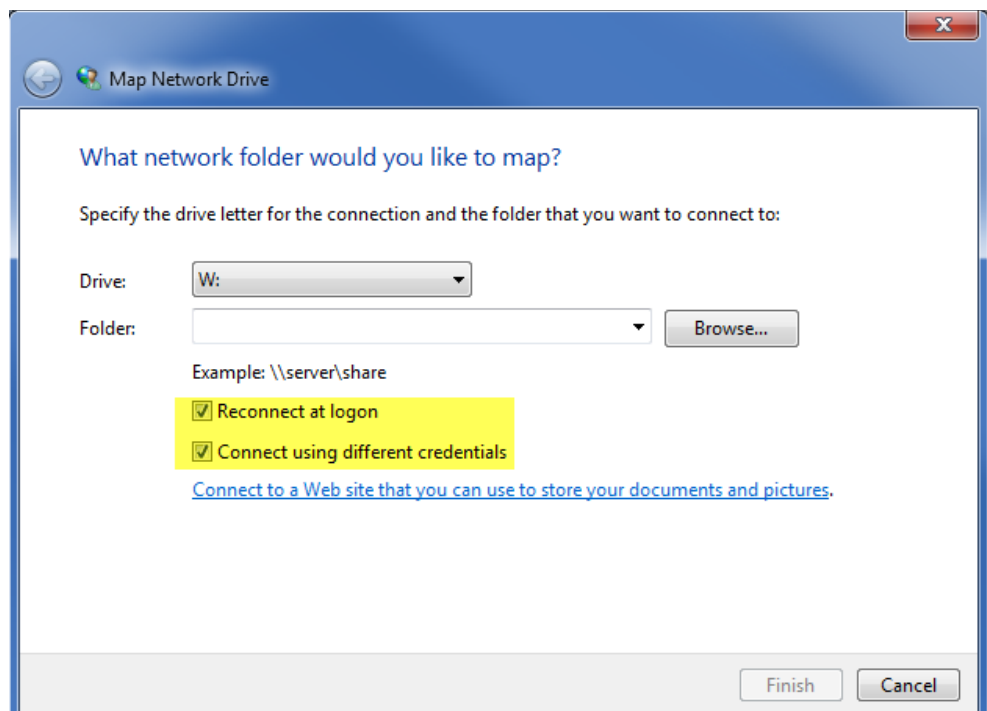 Map Network Drive
What network folder would you like to map?
Specify the drive letter for the connection and the folder that you want to connect to:
Drive: W:
Folder: Browse...
Example: \\server\share
Reconnect at logon
Connect using different credentials
Connect to a Web site that you can use to store your documents and pictures.
Finish Cancel